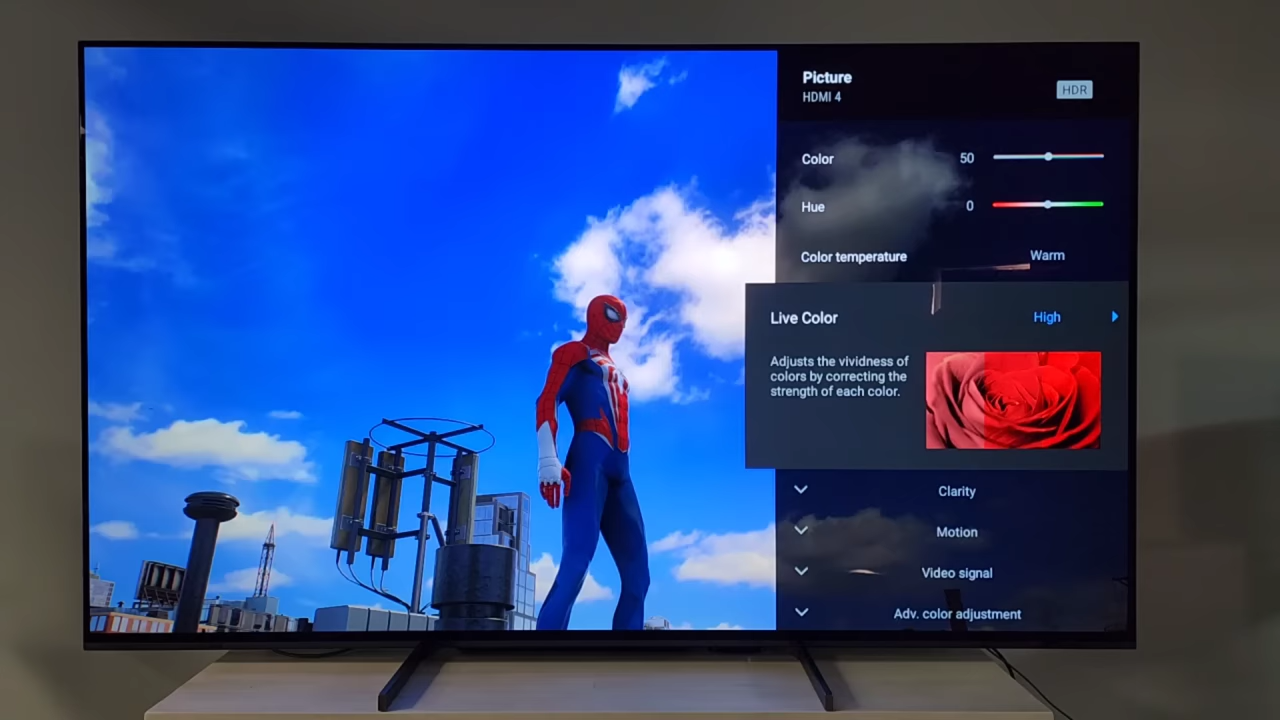 Picture
HDMI 4
HDR
Color 50
Hue 0
Color temperature Warm
Live Color High
Adjusts the vividness of
colors by correcting the
strength of each color.
Clarity
Motion
Video signal
Adv. color adjustment